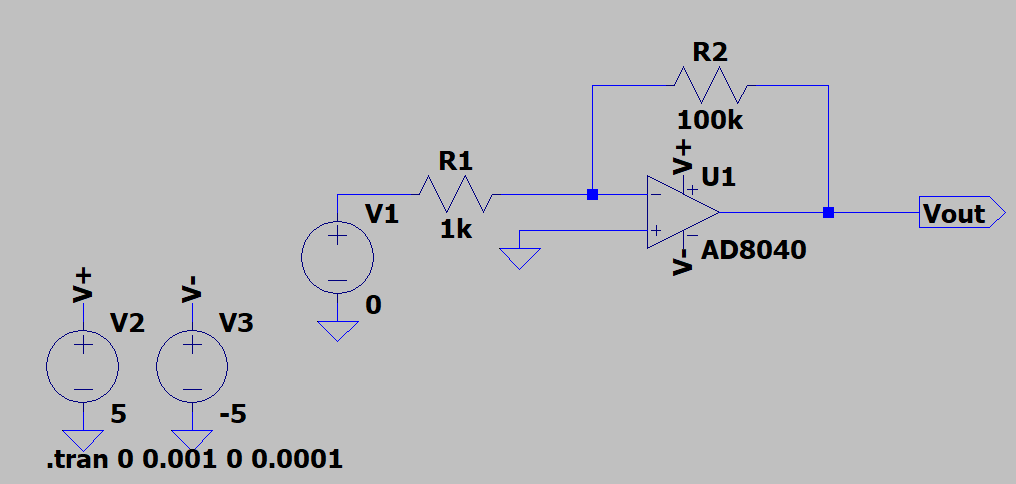 R2
100k
V+
U1
+
−
+
−
AD8040
V-
Vout
R1
1k
V1
+
−
0
V+
V2
+
−
5
V-
V3
+
−
-5
.tran 0 0.001 0 0.0001